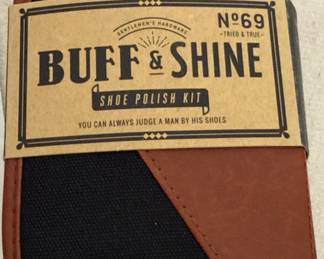 GENTLEMEN'S HARDWARE
Nº69
TRIED & TRUE
BUFF & SHINE
SHOE POLISH KIT
YOU CAN ALWAYS JUDGE A MAN BY HIS SHOES